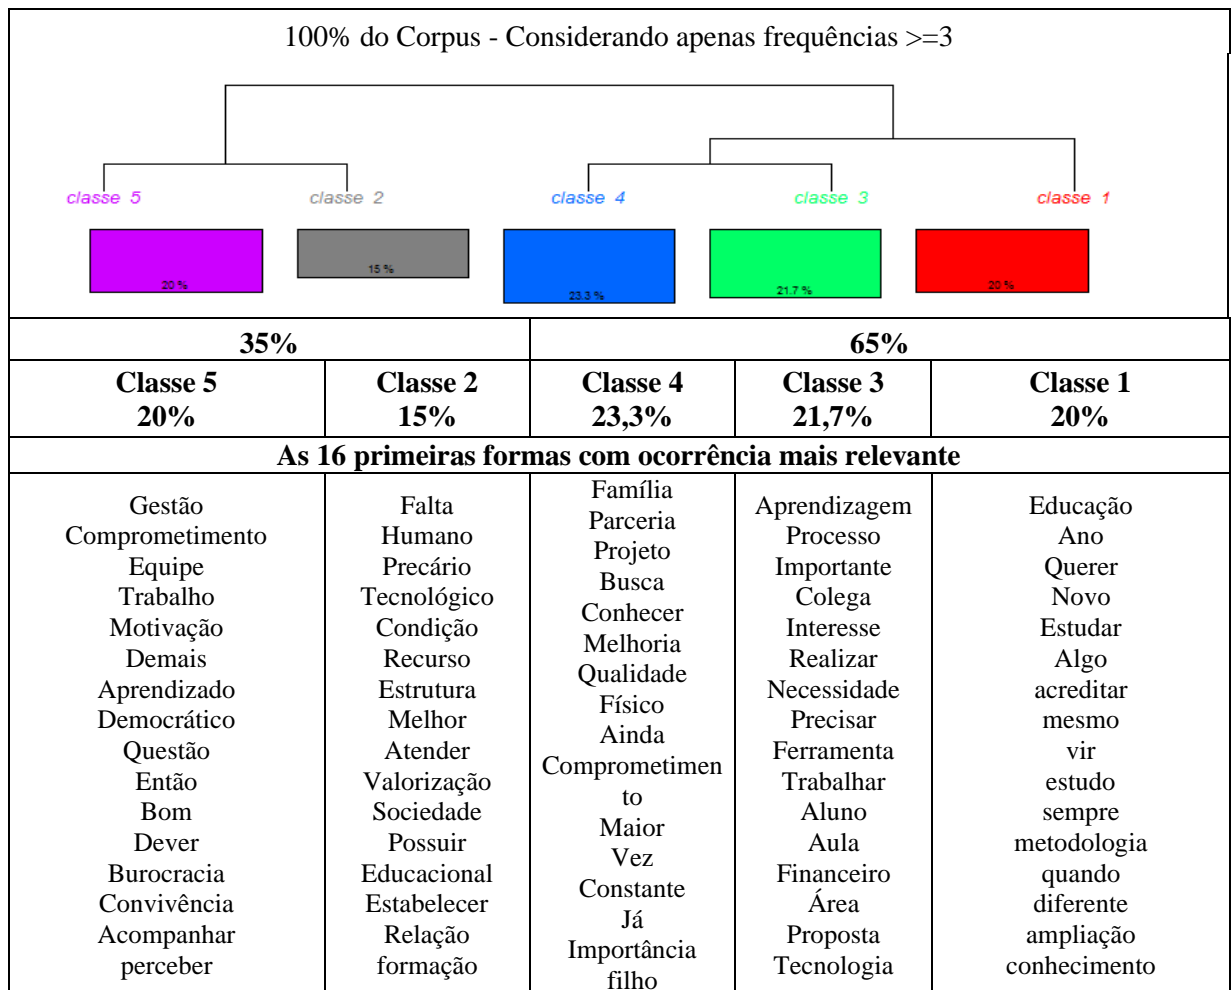 100% do Corpus - Considerando apenas frequências >=3
classe 5
classe 2
classe 4
classe 3
classe 1
20 %
15 %
23.3 %
21.7 %
20 %
35%
65%
Classe 5
20%
Classe 2
15%
Classe 4
23,3%
Classe 3
21,7%
Classe 1
20%
As 16 primeiras formas com ocorrência mais relevante
Gestão
Comprometimento
Equipe
Trabalho
Motivação
Demais
Aprendizado
Democrático
Questão
Então
Bom
Dever
Burocracia
Convivência
Acompanhar
perceber
Falta
Humano
Precário
Tecnológico
Condição
Recurso
Estrutura
Melhor
Atender
Valorização
Sociedade
Possuir
Educacional
Estabelecer
Relação
formação
Família
Parceria
Projeto
Busca
Conhecer
Melhoria
Qualidade
Físico
Ainda
Comprometimen
to
Maior
Vez
Constante
Já
Importância
filho
Aprendizagem
Processo
Importante
Colega
Interesse
Realizar
Necessidade
Precisar
Ferramenta
Trabalhar
Aluno
Aula
Financeiro
Área
Proposta
Tecnologia
Educação
Ano
Querer
Novo
Estudar
Algo
acreditar
mesmo
vir
estudo
sempre
metodologia
quando
diferente
ampliação
conhecimento